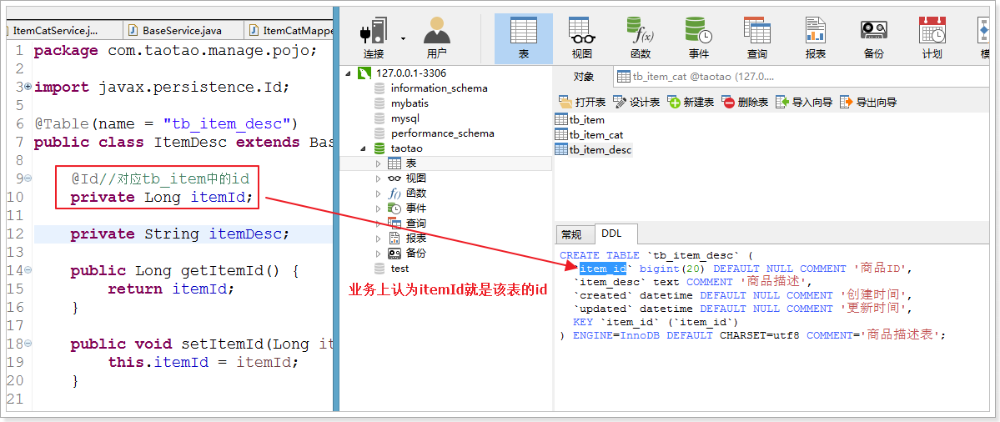 ItemCatService.j...
BaseService.java
ItemCatMappe
1 package com.taotao.manage.pojo;
2
3 import javax.persistence.Id;
5
6 @Table(name = "tb_item_desc")
7 public class ItemDesc extends Bas
8
9 @Id//对应tb_item中的id
10 private Long itemId;
11
12 private String itemDesc;
13
14 public Long getItemId() {
15 return itemId;
16 }
17
18 public void setItemId(Long it
19 this.itemId = itemId;
20 }
21
连接
用户
表
视图
函数
事件
查询
报表
备份
计划
127.0.0.1-3306
information_schema
mybatis
mysql
performance_schema
taotao
表
视图
函数
事件
查询
报表
备份
test
业务上认为itemId就是该表的id
对象
tb_item_cat @taotao (127.0....
打开表
设计表
新建表
删除表
导入向导
导出向导
tb_item
tb_item_cat
tb_item_desc
常规
DDL
CREATE TABLE `tb_item_desc` (
`item_id` bigint(20) DEFAULT NULL COMMENT '商品ID',
`item_desc` text COMMENT '商品描述',
`created` datetime DEFAULT NULL COMMENT '创建时间',
`updated` datetime DEFAULT NULL COMMENT '更新时间',
KEY `item_id` (`item_id`)
) ENGINE=InnoDB DEFAULT CHARSET=utf8 COMMENT='商品描述表';